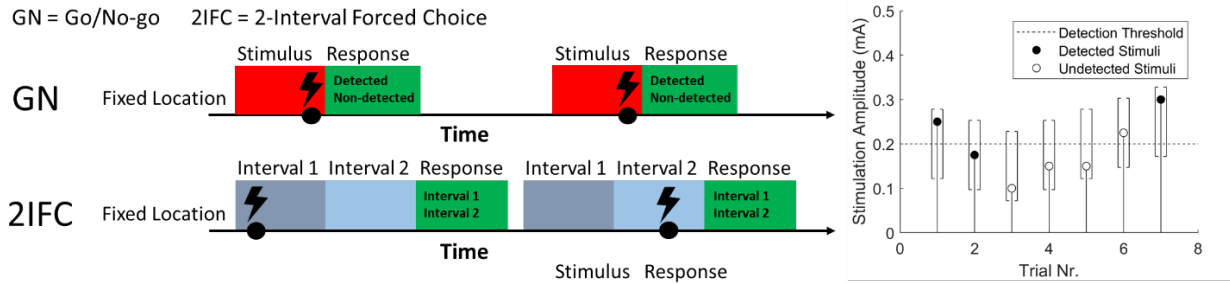 GN = Go/No-go 2IFC = 2-Interval Forced Choice
Stimulus Response Stimulus Response
GN
Fixed Location
Detected
Non-detected
Detected
Non-detected
Time
Interval 1 Interval 2 Response Interval 1 Interval 2 Response
2IFC
Fixed Location
Interval 1
Interval 2
Interval 1
Interval 2
Time
Stimulus Response
Stimulation Amplitude (mA)
0.5
0.4
0.3
0.2
0.1
0
Detection Threshold
Detected Stimuli
Undetected Stimuli
0 2 4 6 8
Trial Nr.